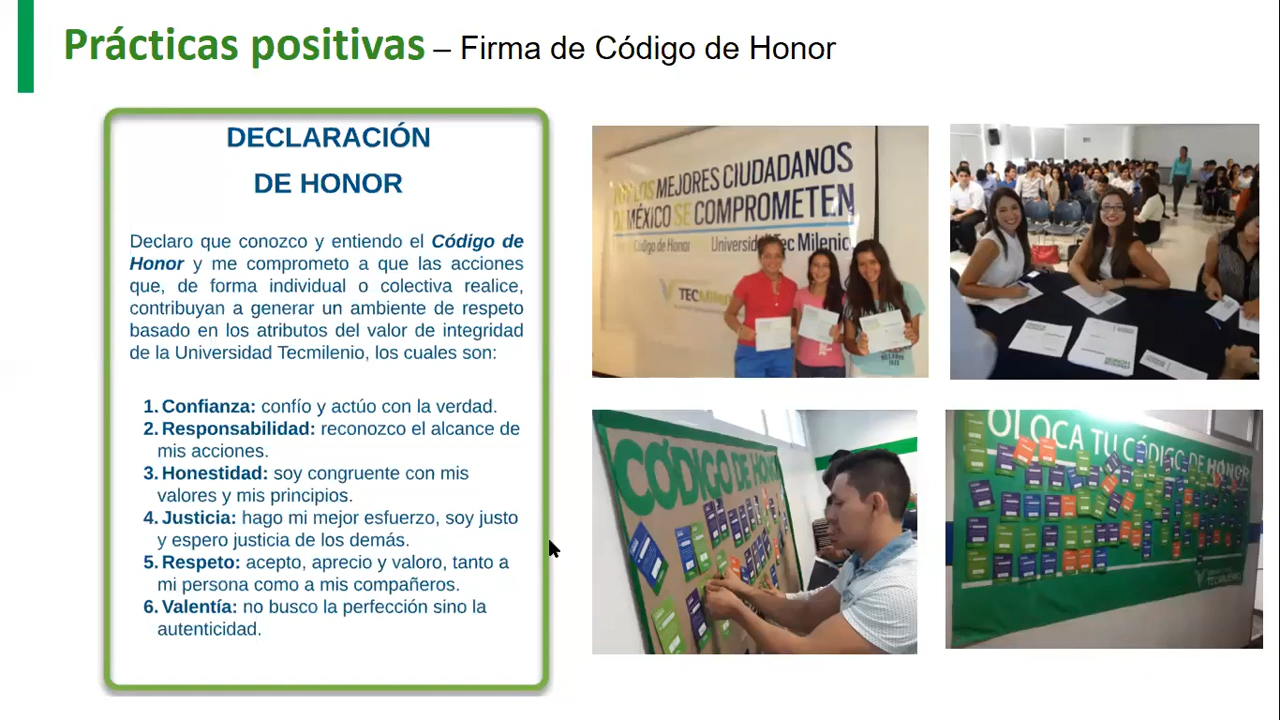 Prácticas positivas – Firma de Código de Honor
DECLARACIÓN
DE HONOR
Declaro que conozco y entiendo el Código de
Honor y me comprometo a que las acciones
que, de forma individual o colectiva realice,
contribuyan a generar un ambiente de respeto
basado en los atributos del valor de integridad
de la Universidad Tecmilenio, los cuales son:
1. Confianza: confío y actúo con la verdad.
2. Responsabilidad: reconozco el alcance de
mis acciones.
3. Honestidad: soy congruente con mis
valores y mis principios.
4. Justicia: hago mi mejor esfuerzo, soy justo
y espero justicia de los demás.
5. Respeto: acepto, aprecio y valoro, tanto a
mi persona como a mis compañeros.
6. Valentía: no busco la perfección sino la
autenticidad.
LOS MEJORES CIUDADANOS
MÉXICO SE COMPROMETEN
Código de Honor Universidad Tec Milenio
CÓDIGO DE HONOR
OLOCA TU CÓDIGO DE HONOR
TECMILENIO